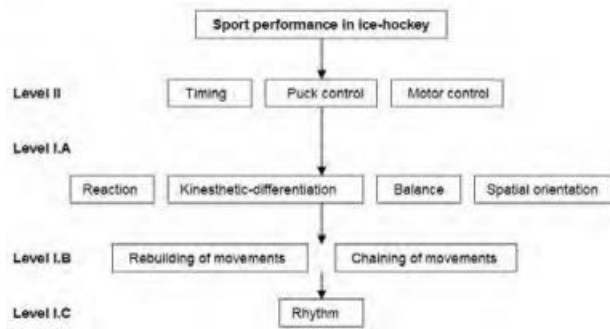 Sport performance in ice-hockey
Level II
Timing
Puck control
Motor control
Level I.A
Reaction
Kinesthetic-differentiation
Balance
Spatial orientation
Level I.B
Rebuilding of movements
Chaining of movements
Level I.C
Rhythm